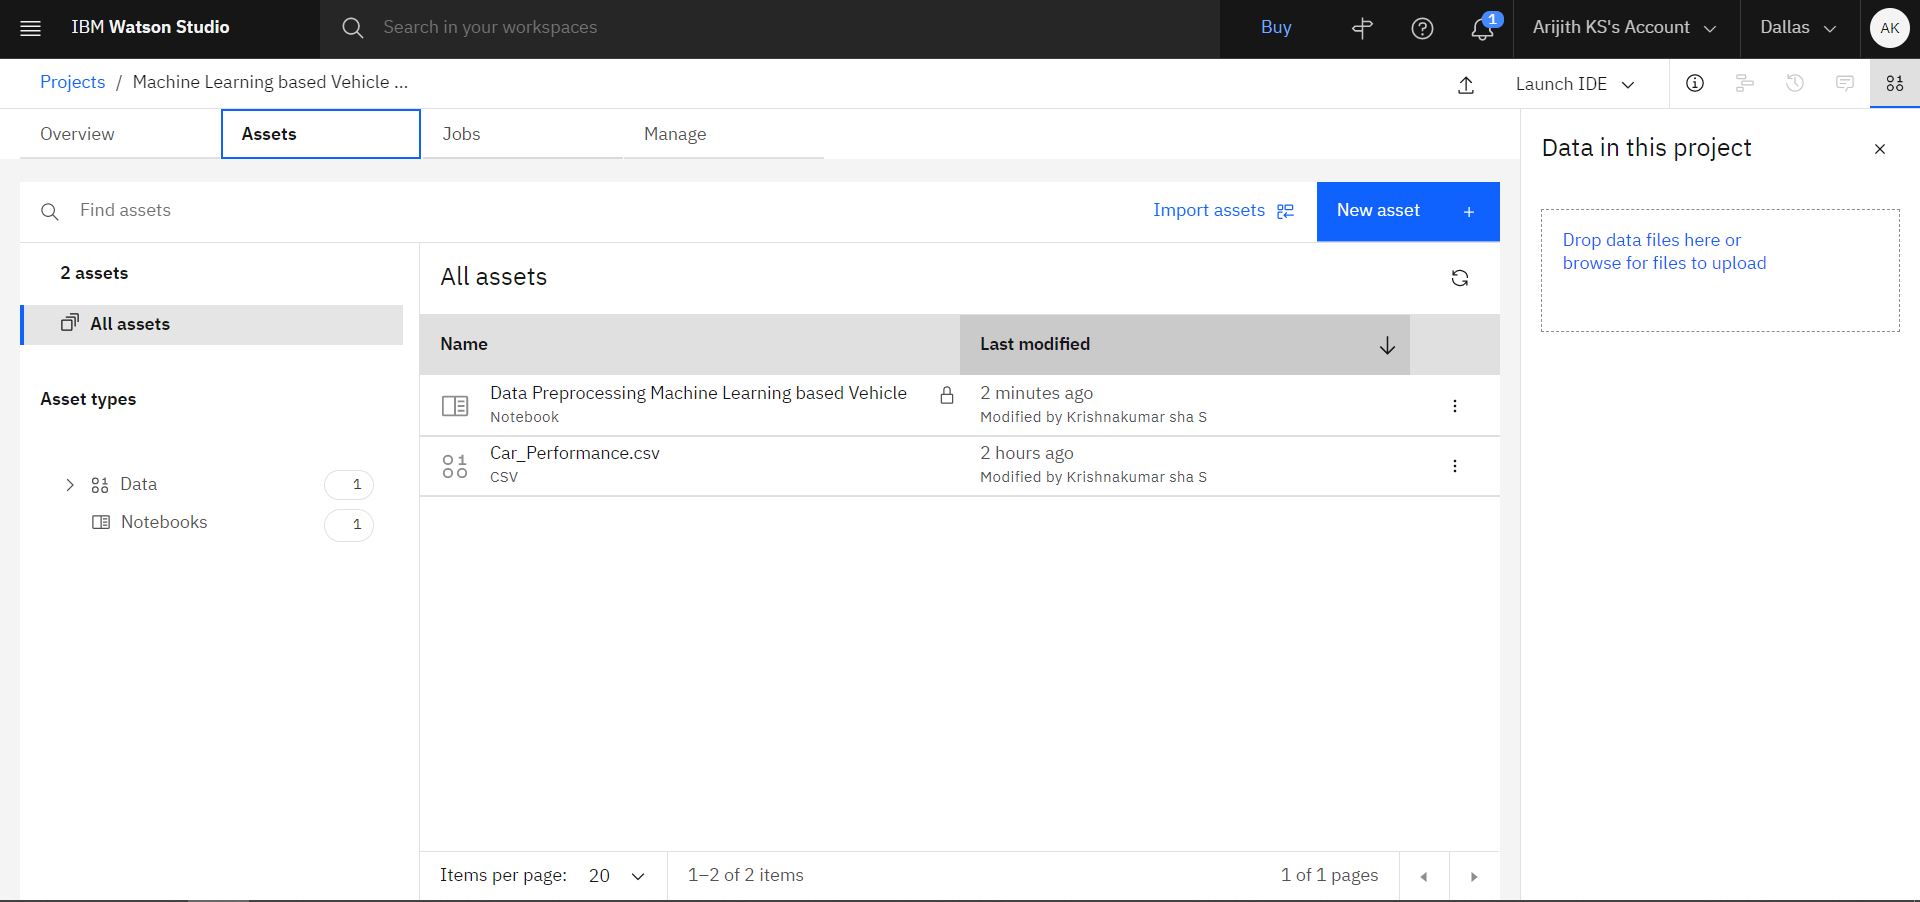 IBM Watson Studio
Search in your workspaces
Buy
1
Arijith KS's Account
Dallas
AK
Projects / Machine Learning based Vehicle ...
Launch IDE
Overview
Assets
Jobs
Manage
Data in this project
Find assets
Import assets
New asset +
Drop data files here or
browse for files to upload
2 assets
All assets
Asset types
Data 1
Notebooks 1
All assets
Name
Last modified
Data Preprocessing Machine Learning based Vehicle
Notebook
2 minutes ago
Modified by Krishnakumar sha S
Car_Performance.csv
CSV
2 hours ago
Modified by Krishnakumar sha S
Items per page: 20
1–2 of 2 items
1 of 1 pages